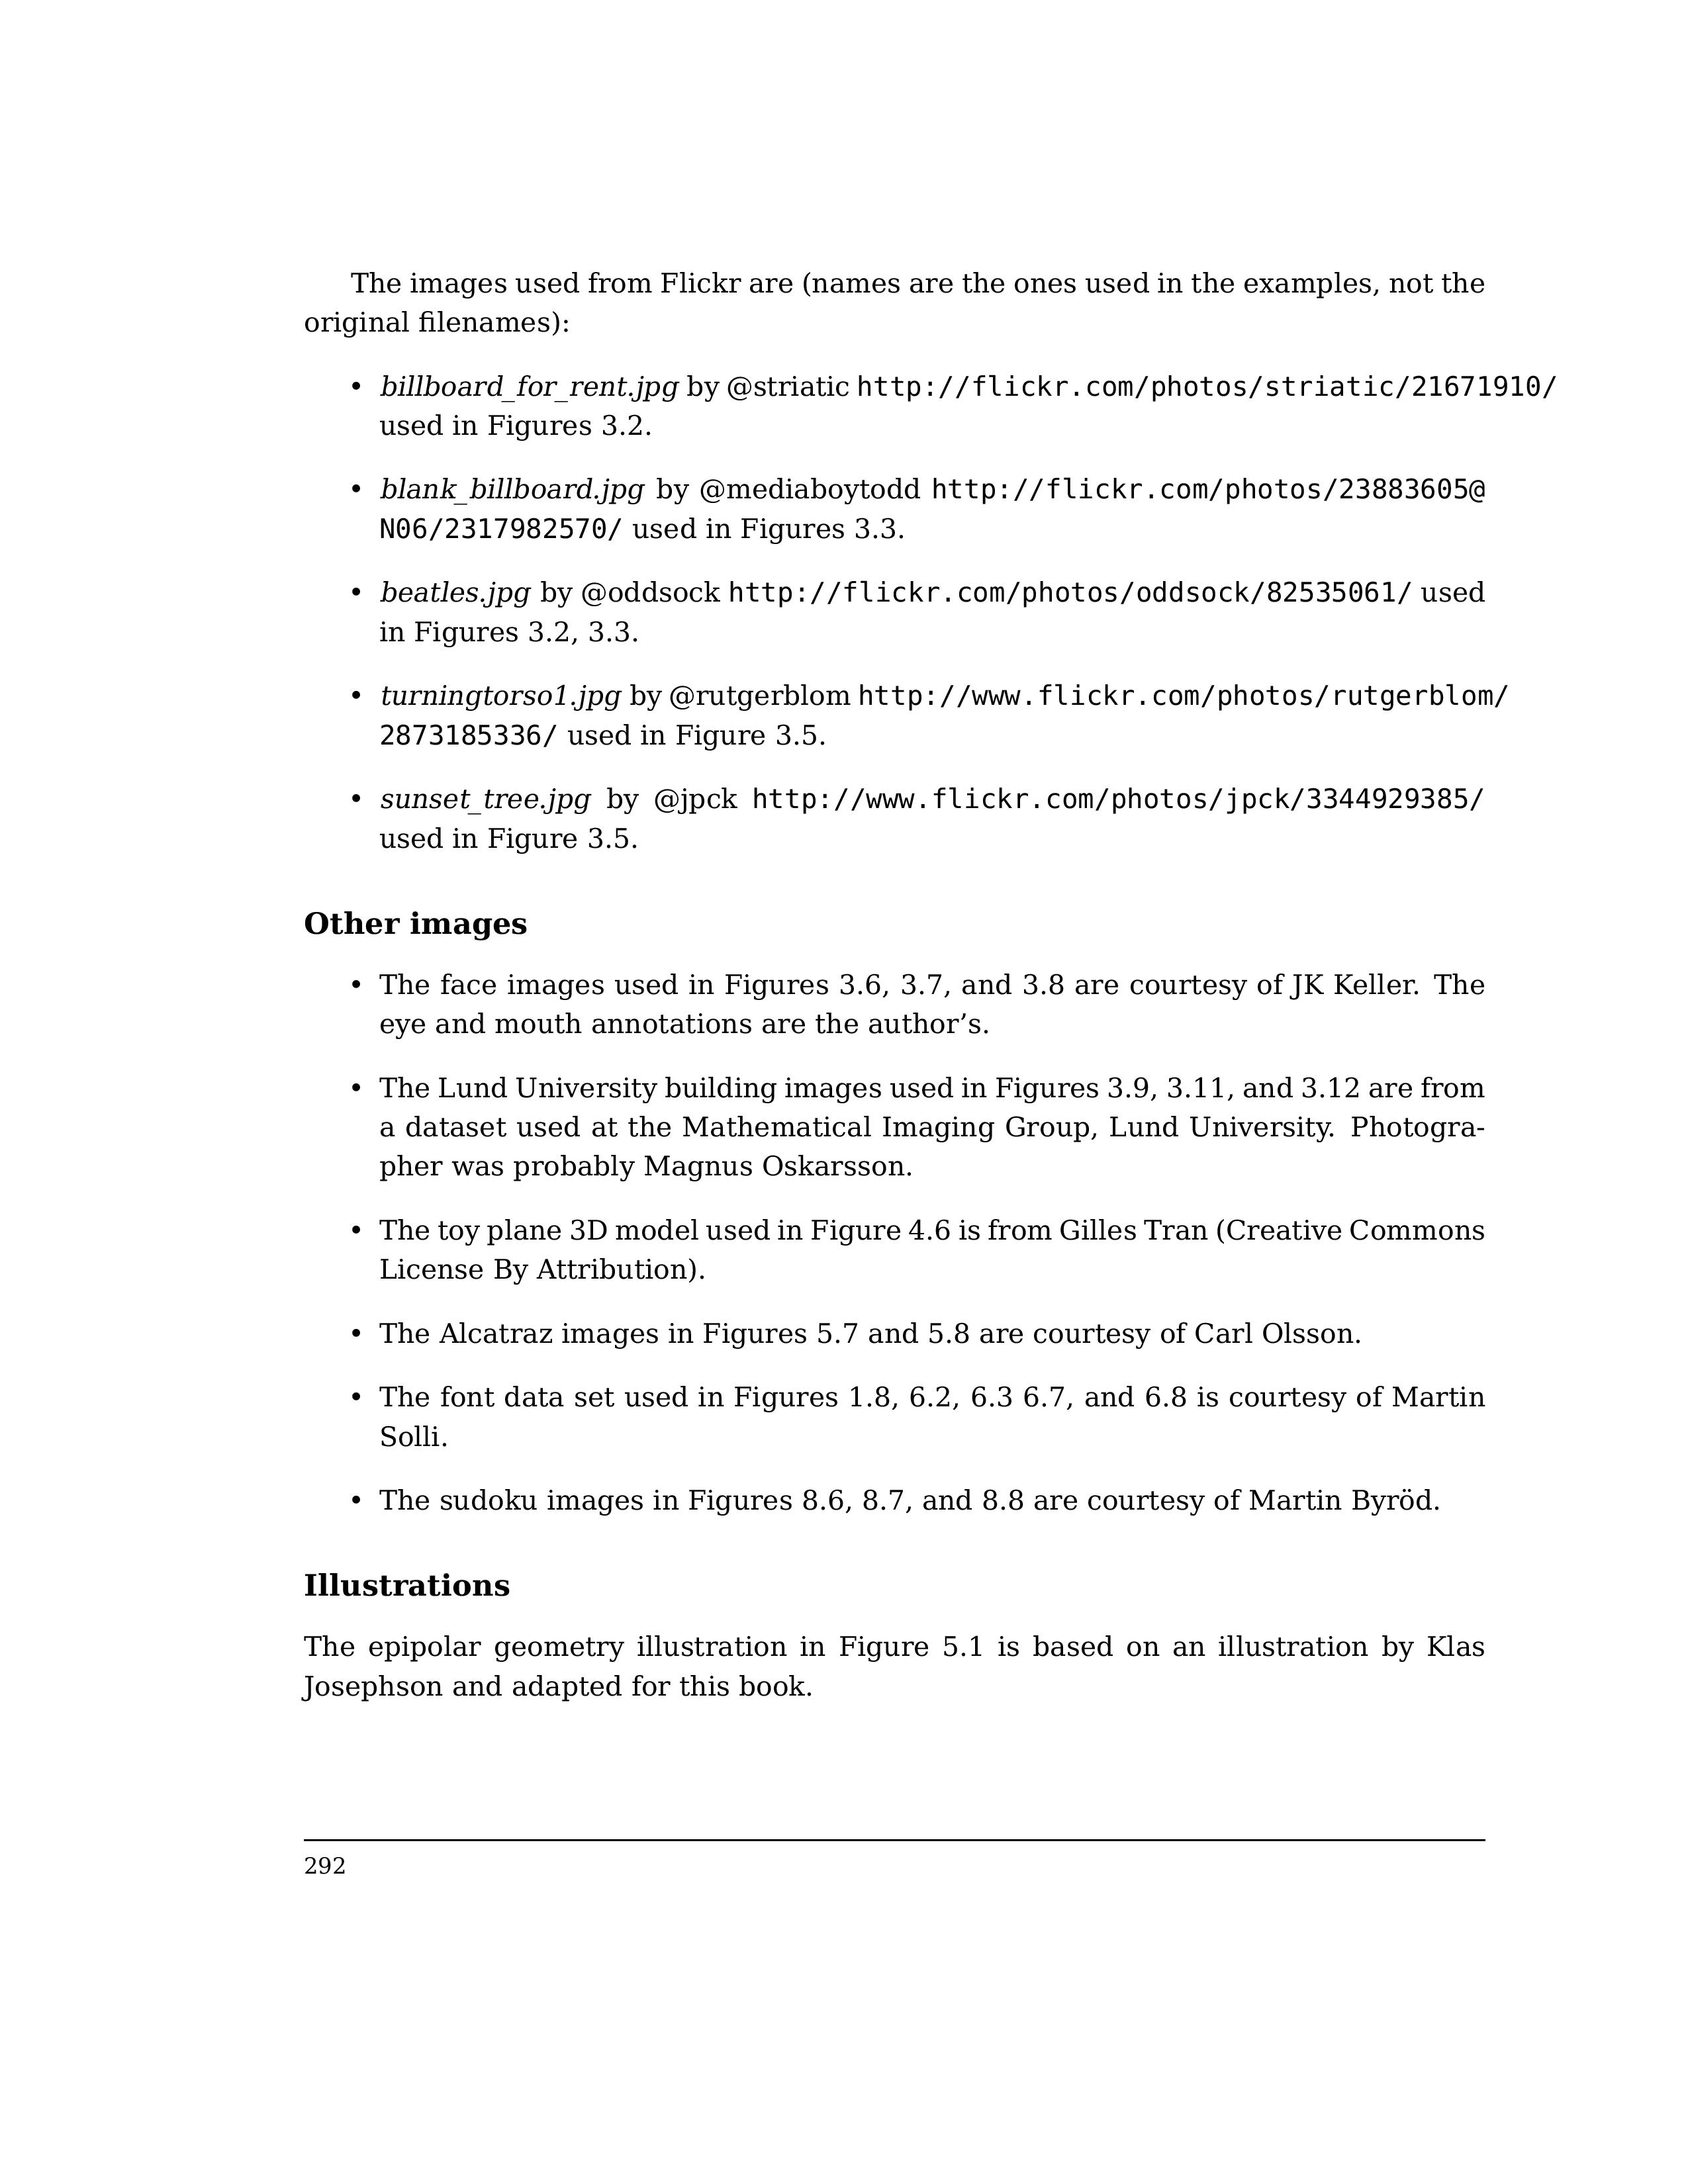 The images used from Flickr are (names are the ones used in the examples, not the
original filenames):
• billboard_for_rent.jpg by @striatic http://flickr.com/photos/striatic/21671910/
used in Figures 3.2.
• blank_billboard.jpg by @mediaboytodd http://flickr.com/photos/23883605@
N06/2317982570/ used in Figures 3.3.
• beatles.jpg by @oddsock http://flickr.com/photos/oddsock/82535061/ used
in Figures 3.2, 3.3.
• turningtorso1.jpg by @rutgerblom http://www.flickr.com/photos/rutgerblom/
2873185336/ used in Figure 3.5.
• sunset_tree.jpg by @jpck http://www.flickr.com/photos/jpck/3344929385/
used in Figure 3.5.
Other images
• The face images used in Figures 3.6, 3.7, and 3.8 are courtesy of JK Keller. The
eye and mouth annotations are the author’s.
• The Lund University building images used in Figures 3.9, 3.11, and 3.12 are from
a dataset used at the Mathematical Imaging Group, Lund University. Photogra-
pher was probably Magnus Oskarsson.
• The toy plane 3D model used in Figure 4.6 is from Gilles Tran (Creative Commons
License By Attribution).
• The Alcatraz images in Figures 5.7 and 5.8 are courtesy of Carl Olsson.
• The font data set used in Figures 1.8, 6.2, 6.3 6.7, and 6.8 is courtesy of Martin
Solli.
• The sudoku images in Figures 8.6, 8.7, and 8.8 are courtesy of Martin Byröd.
Illustrations
The epipolar geometry illustration in Figure 5.1 is based on an illustration by Klas
Josephson and adapted for this book.
292